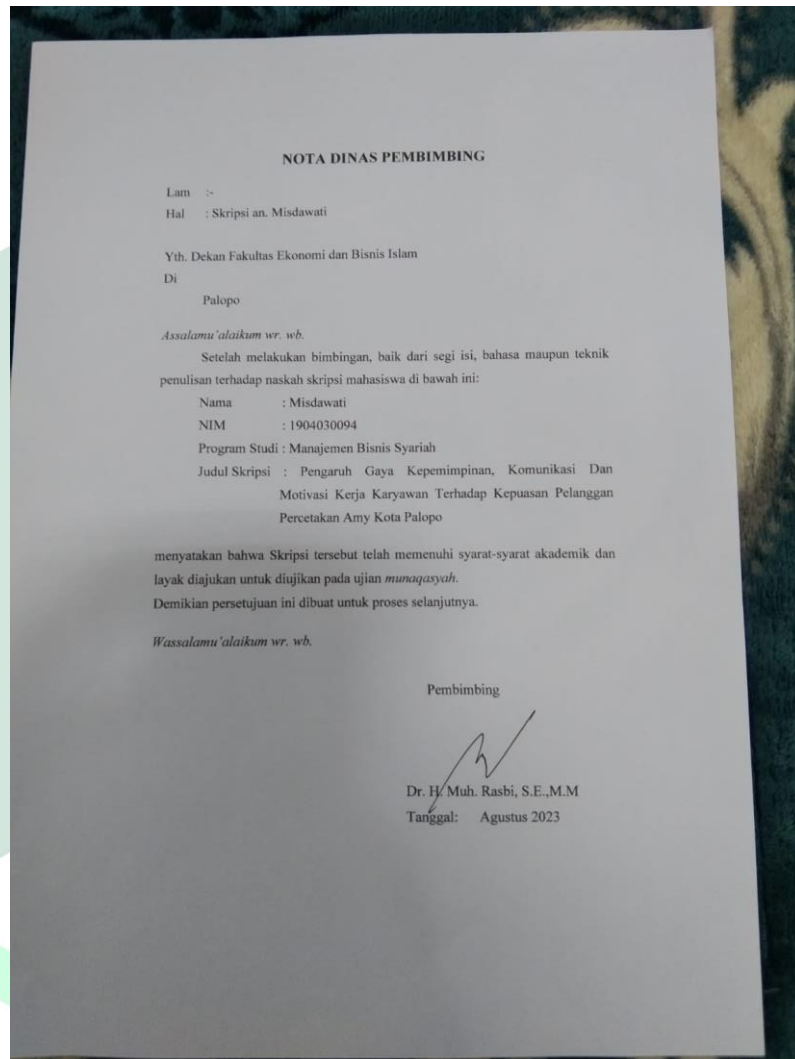 NOTA DINAS PEMBIMBING
Lam :-
Hal : Skripsi an. Misdawati
Yth. Dekan Fakultas Ekonomi dan Bisnis Islam
Di
Palopo
Assalamu'alaikum wr. wb.
Setelah melakukan bimbingan, baik dari segi isi, bahasa maupun teknik
penulisan terhadap naskah skripsi mahasiswa di bawah ini:
Nama : Misdawati
NIM : 1904030094
Program Studi : Manajemen Bisnis Syariah
Judul Skripsi : Pengaruh Gaya Kepemimpinan, Komunikasi Dan
Motivasi Kerja Karyawan Terhadap Kepuasan Pelanggan
Percetakan Amy Kota Palopo
menyatakan bahwa Skripsi tersebut telah memenuhi syarat-syarat akademik dan
layak diajukan untuk diujikan pada ujian munaqasyah.
Demikian persetujuan ini dibuat untuk proses selanjutnya.
Wassalamu'alaikum wr. wb.
Pembimbing
Dr. H. Muh. Rasbi, S.E.,M.M
Tanggal: Agustus 2023